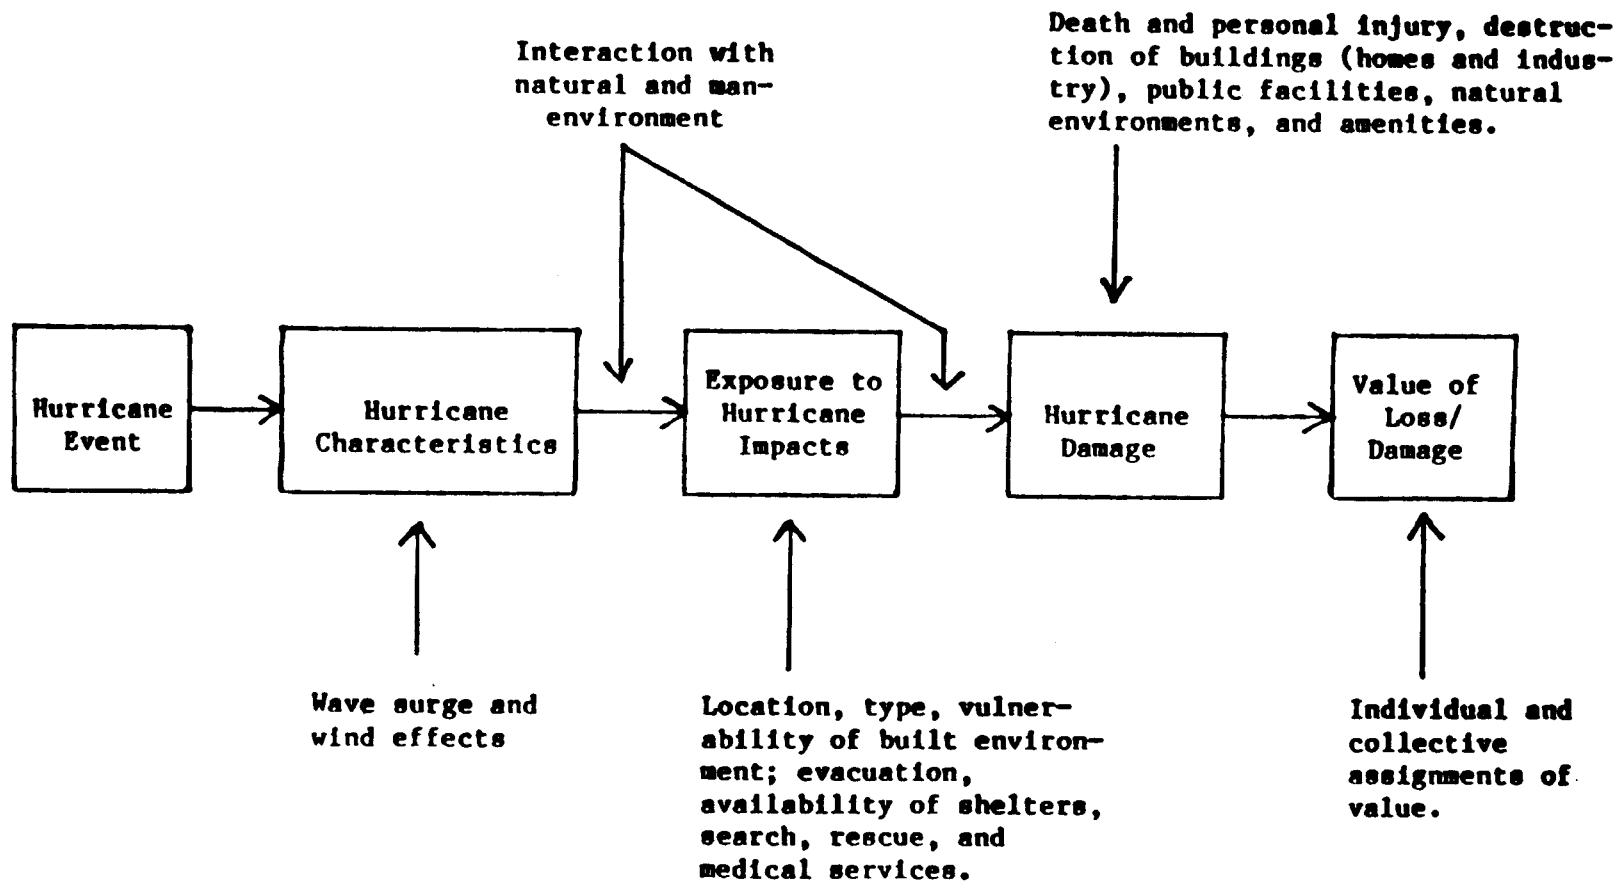 Interaction with
natural and man-
environment
Death and personal injury, destruc-
tion of buildings (homes and indus-
try), public facilities, natural
environments, and amenities.
Hurricane
Event
Hurricane
Characteristics
Exposure to
Hurricane
Impacts
Hurricane
Damage
Value of
Loss/
Damage
Wave surge and
wind effects
Location, type, vulner-
ability of built environ-
ment; evacuation,
availability of shelters,
search, rescue, and
medical services.
Individual and
collective
assignments of
value.